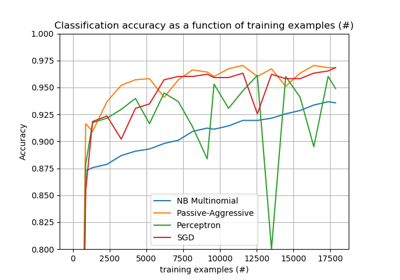 Classification accuracy as a function of training examples (#)
1.000
0.975
0.950
0.925
0.900
0.875
0.850
0.825
0.800
Accuracy
NB Multinomial
Passive-Aggressive
Perceptron
SGD
0 2500 5000 7500 10000 12500 15000 17500
training examples (#)